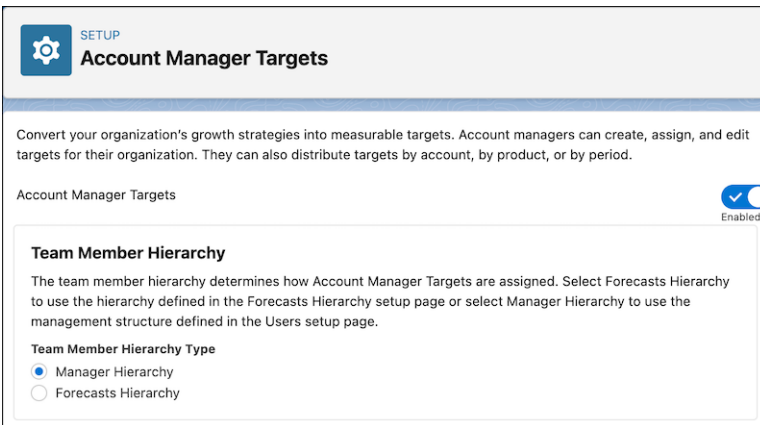 SETUP
Account Manager Targets
Convert your organization's growth strategies into measurable targets. Account managers can create, assign, and edit
targets for their organization. They can also distribute targets by account, by product, or by period.
Account Manager Targets
Enabled
Team Member Hierarchy
The team member hierarchy determines how Account Manager Targets are assigned. Select Forecasts Hierarchy
to use the hierarchy defined in the Forecasts Hierarchy setup page or select Manager Hierarchy to use the
management structure defined in the Users setup page.
Team Member Hierarchy Type
Manager Hierarchy
Forecasts Hierarchy